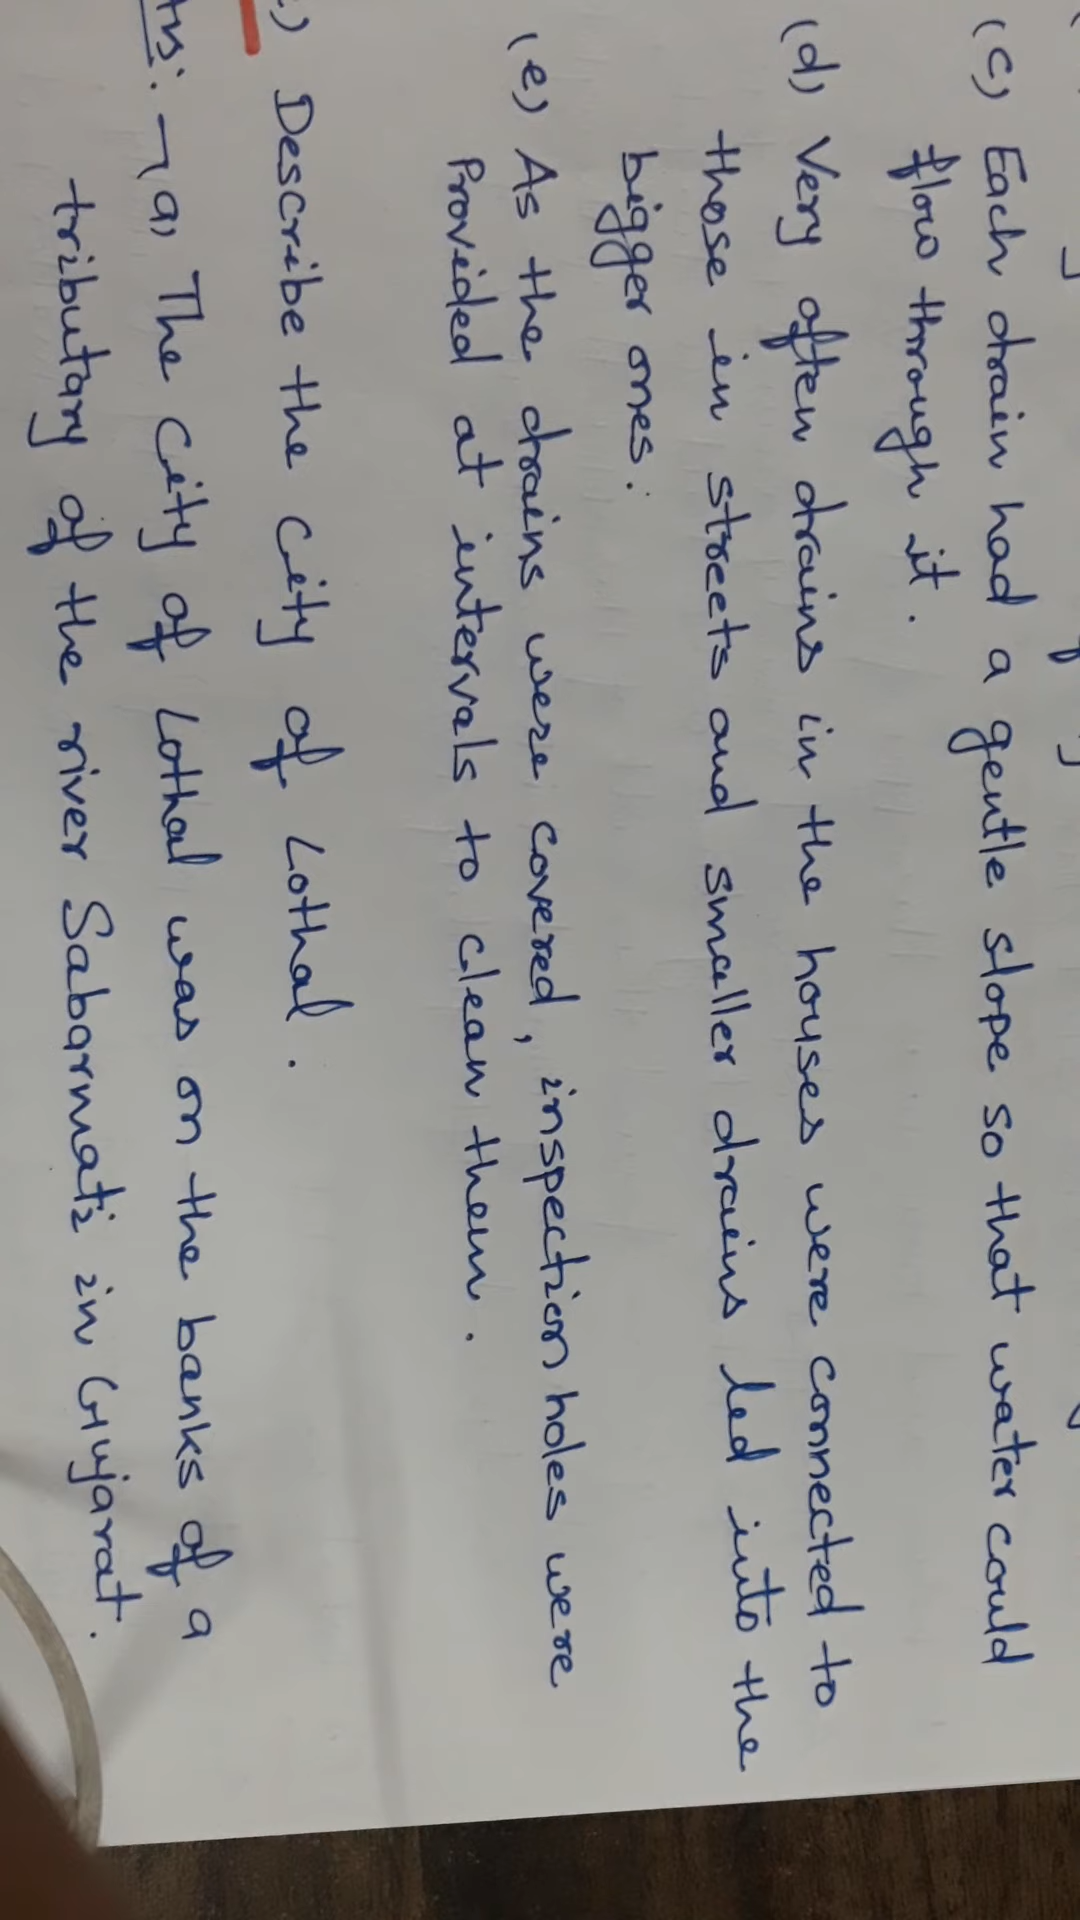 (c) Each drain had a gentle slope so that water could
flow through it.
(d) Very often drains in the houses were connected to
those in streets and smaller drains led into the
bigger ones.
(e) As the drains were covered, inspection holes were
Provided at intervals to clean them.
.) Describe the City of Lothal.
Ans:→ a) The City of Lothal was on the banks of a
tributary of the river Sabarmati in Gujarat.